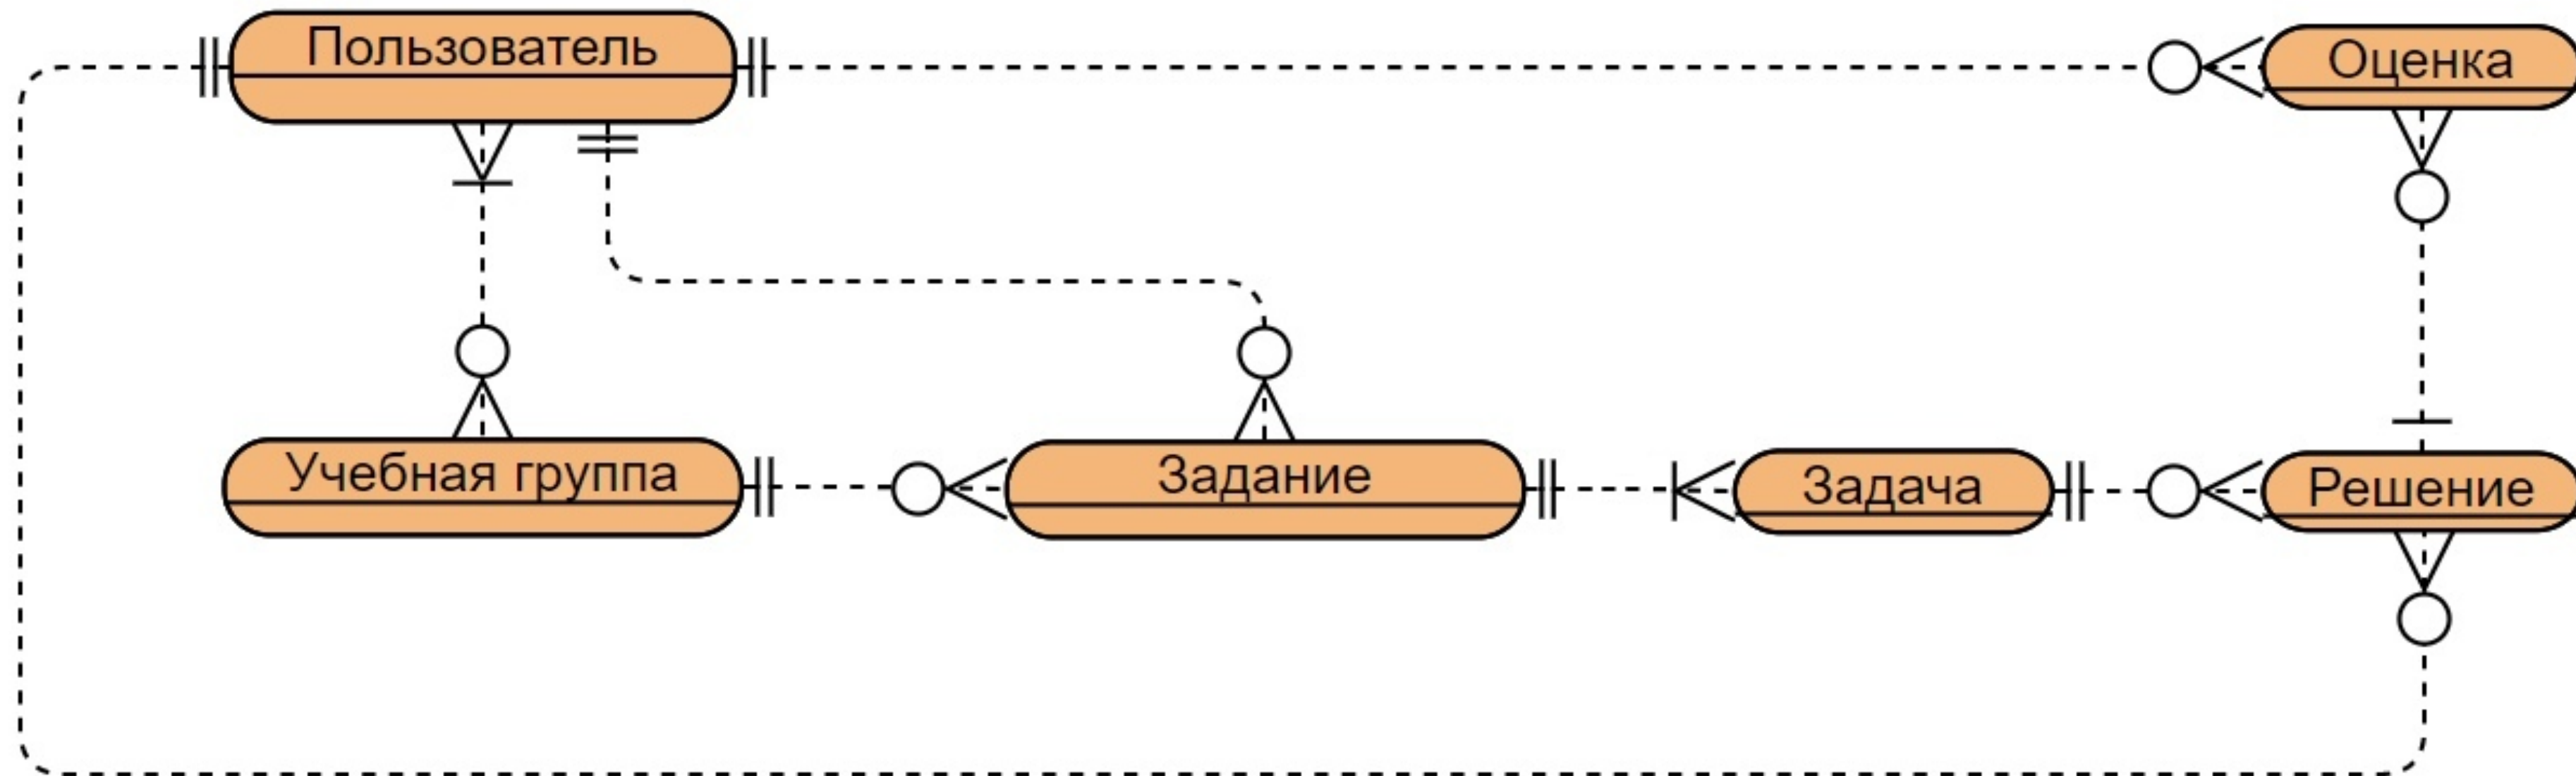 Пользователь
Оценка
Учебная группа
Задание
Задача
Решение